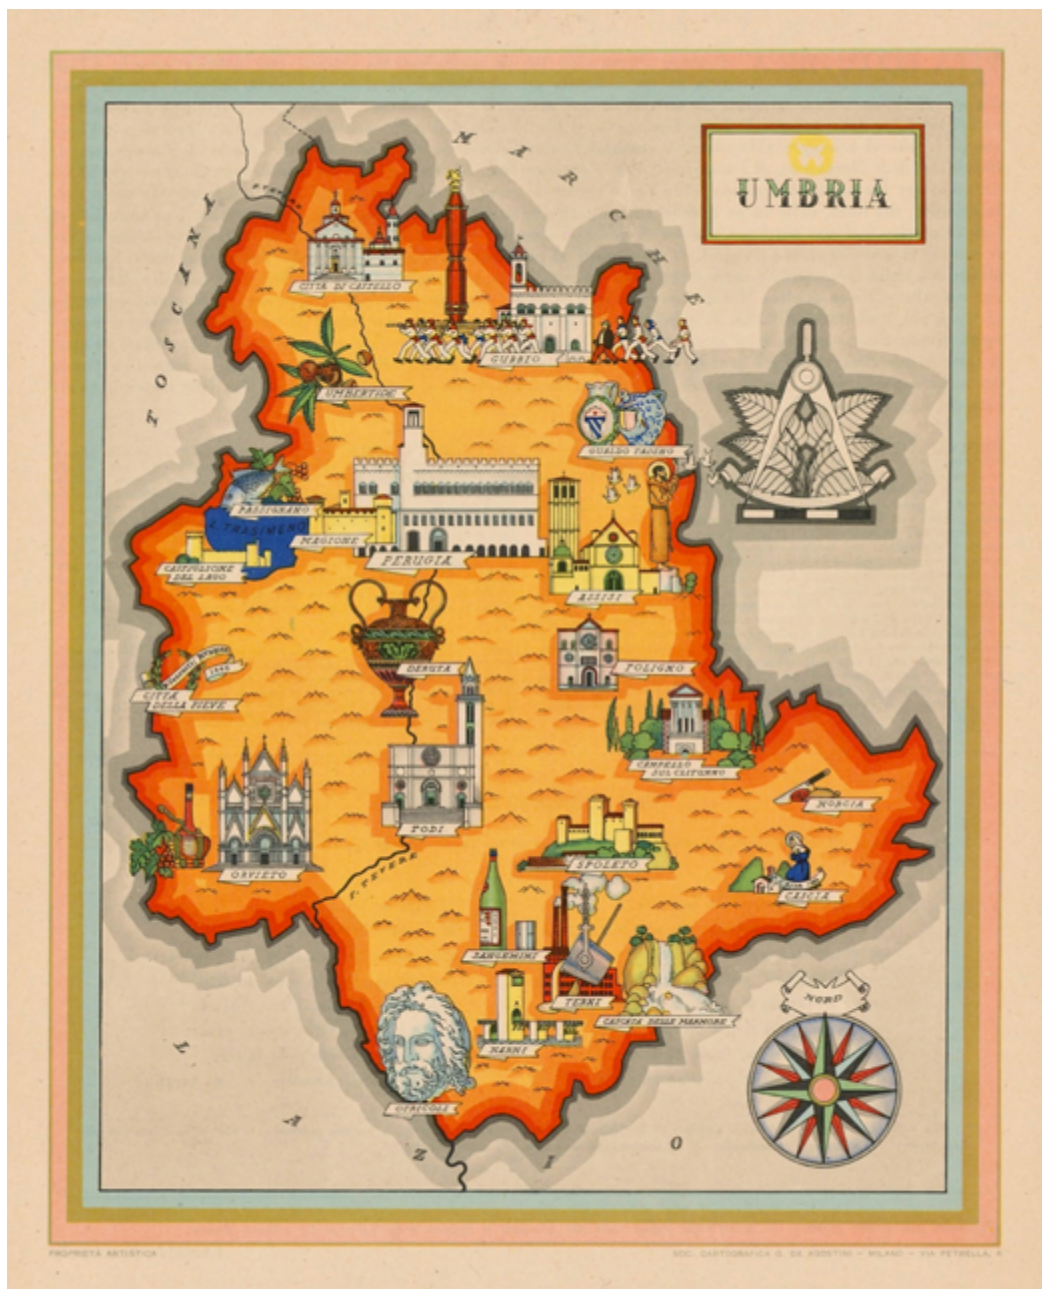 UMBRIA
MARCHE
TOSCANA
CITTÀ DI CASTELLO
GUBBIO
UMBERTIDE
GUALDO TADINO
PASSIGNANO
L. TRASIMENO
MAGIONE
PERUGIA
CASTIGLIONE
DEL LAGO
ASSISI
DERUTA
FOLIGNO
CITTÀ
DELLA PIEVE
CAMPELLO
SUL CLITUNNO
NORCIA
TODI
ORVIETO
F. TEVERE
SPOLETO
CASCIA
SANGEMINI
TERNI
CASCATA DELLE MARMORE
NARNI
OTRICOLI
NORD
LAZIO
PROPRIETÀ ARTISTICA
SOC. CARTOGRAFICA G. DE AGOSTINI - MILANO - VIA PETRELLA, 6